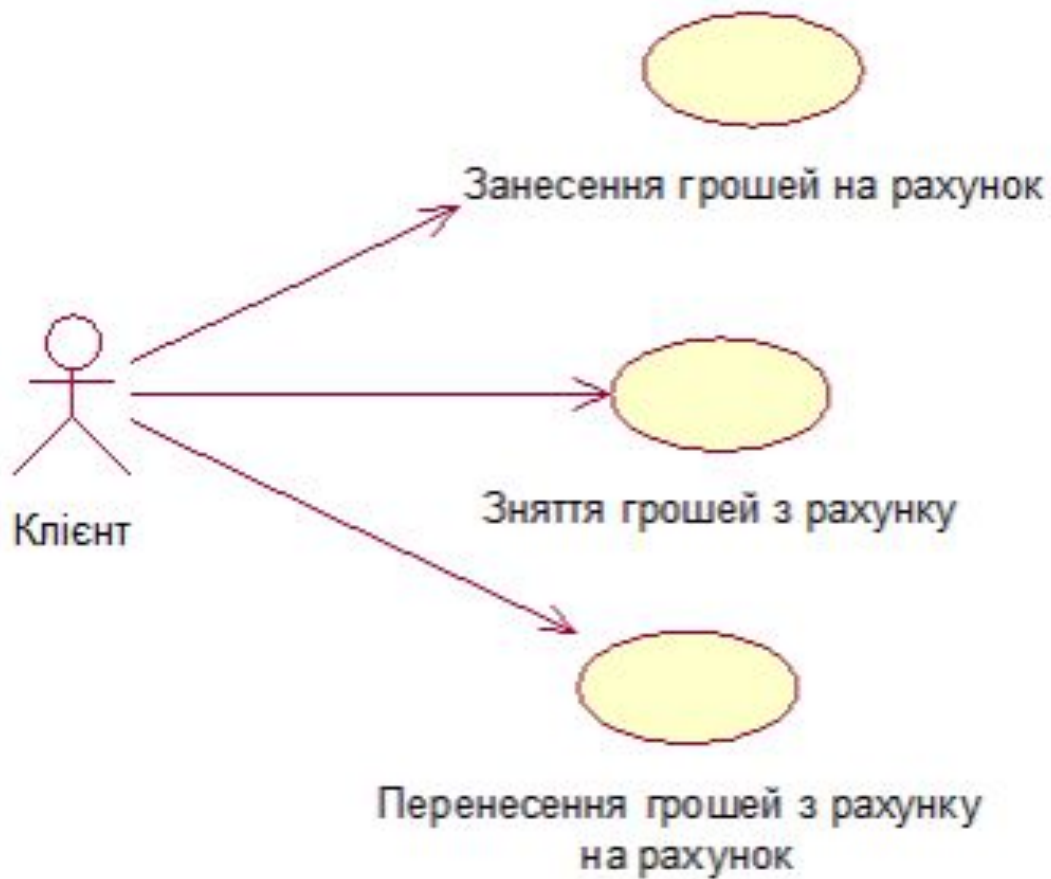 Занесення грошей на рахунок
Зняття грошей з рахунку
Клієнт
Перенесення грошей з рахунку
на рахунок